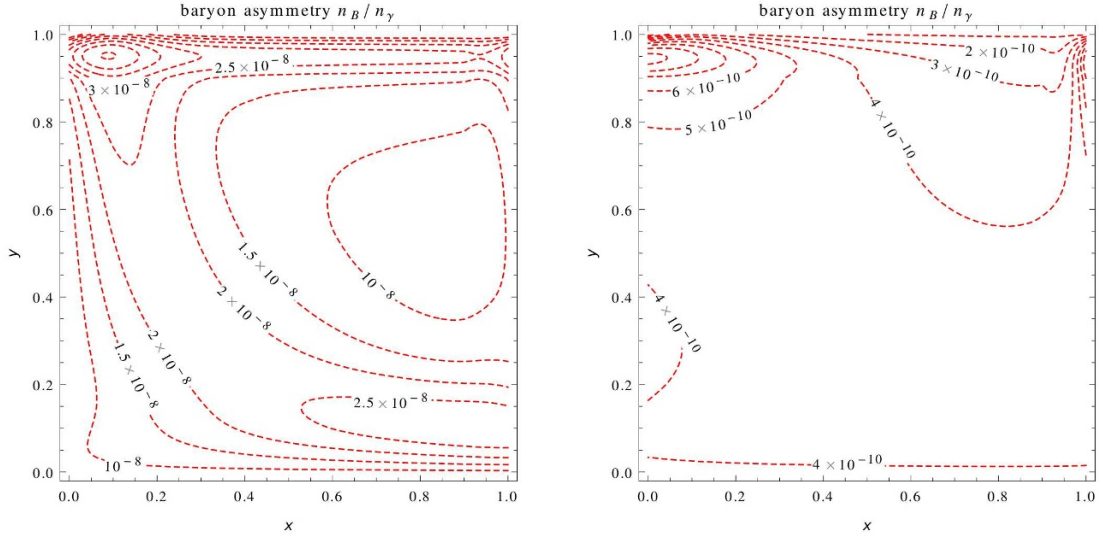 baryon asymmetry n_B / n_γ
1.0
0.8
0.6
0.4
0.2
0.0
y
2.5 × 10⁻⁸
3 × 10⁻⁸
1.5 × 10⁻⁸
10⁻⁸
2 × 10⁻⁸
2 × 10⁻⁸
1.5 × 10⁻⁸
2.5 × 10⁻⁸
10⁻⁸
0.0 0.2 0.4 0.6 0.8 1.0
x
baryon asymmetry n_B / n_γ
1.0
0.8
0.6
0.4
0.2
0.0
y
2 × 10⁻¹⁰
3 × 10⁻¹⁰
6 × 10⁻¹⁰
5 × 10⁻¹⁰
4 × 10⁻¹⁰
4 × 10⁻¹⁰
4 × 10⁻¹⁰
0.0 0.2 0.4 0.6 0.8 1.0
x